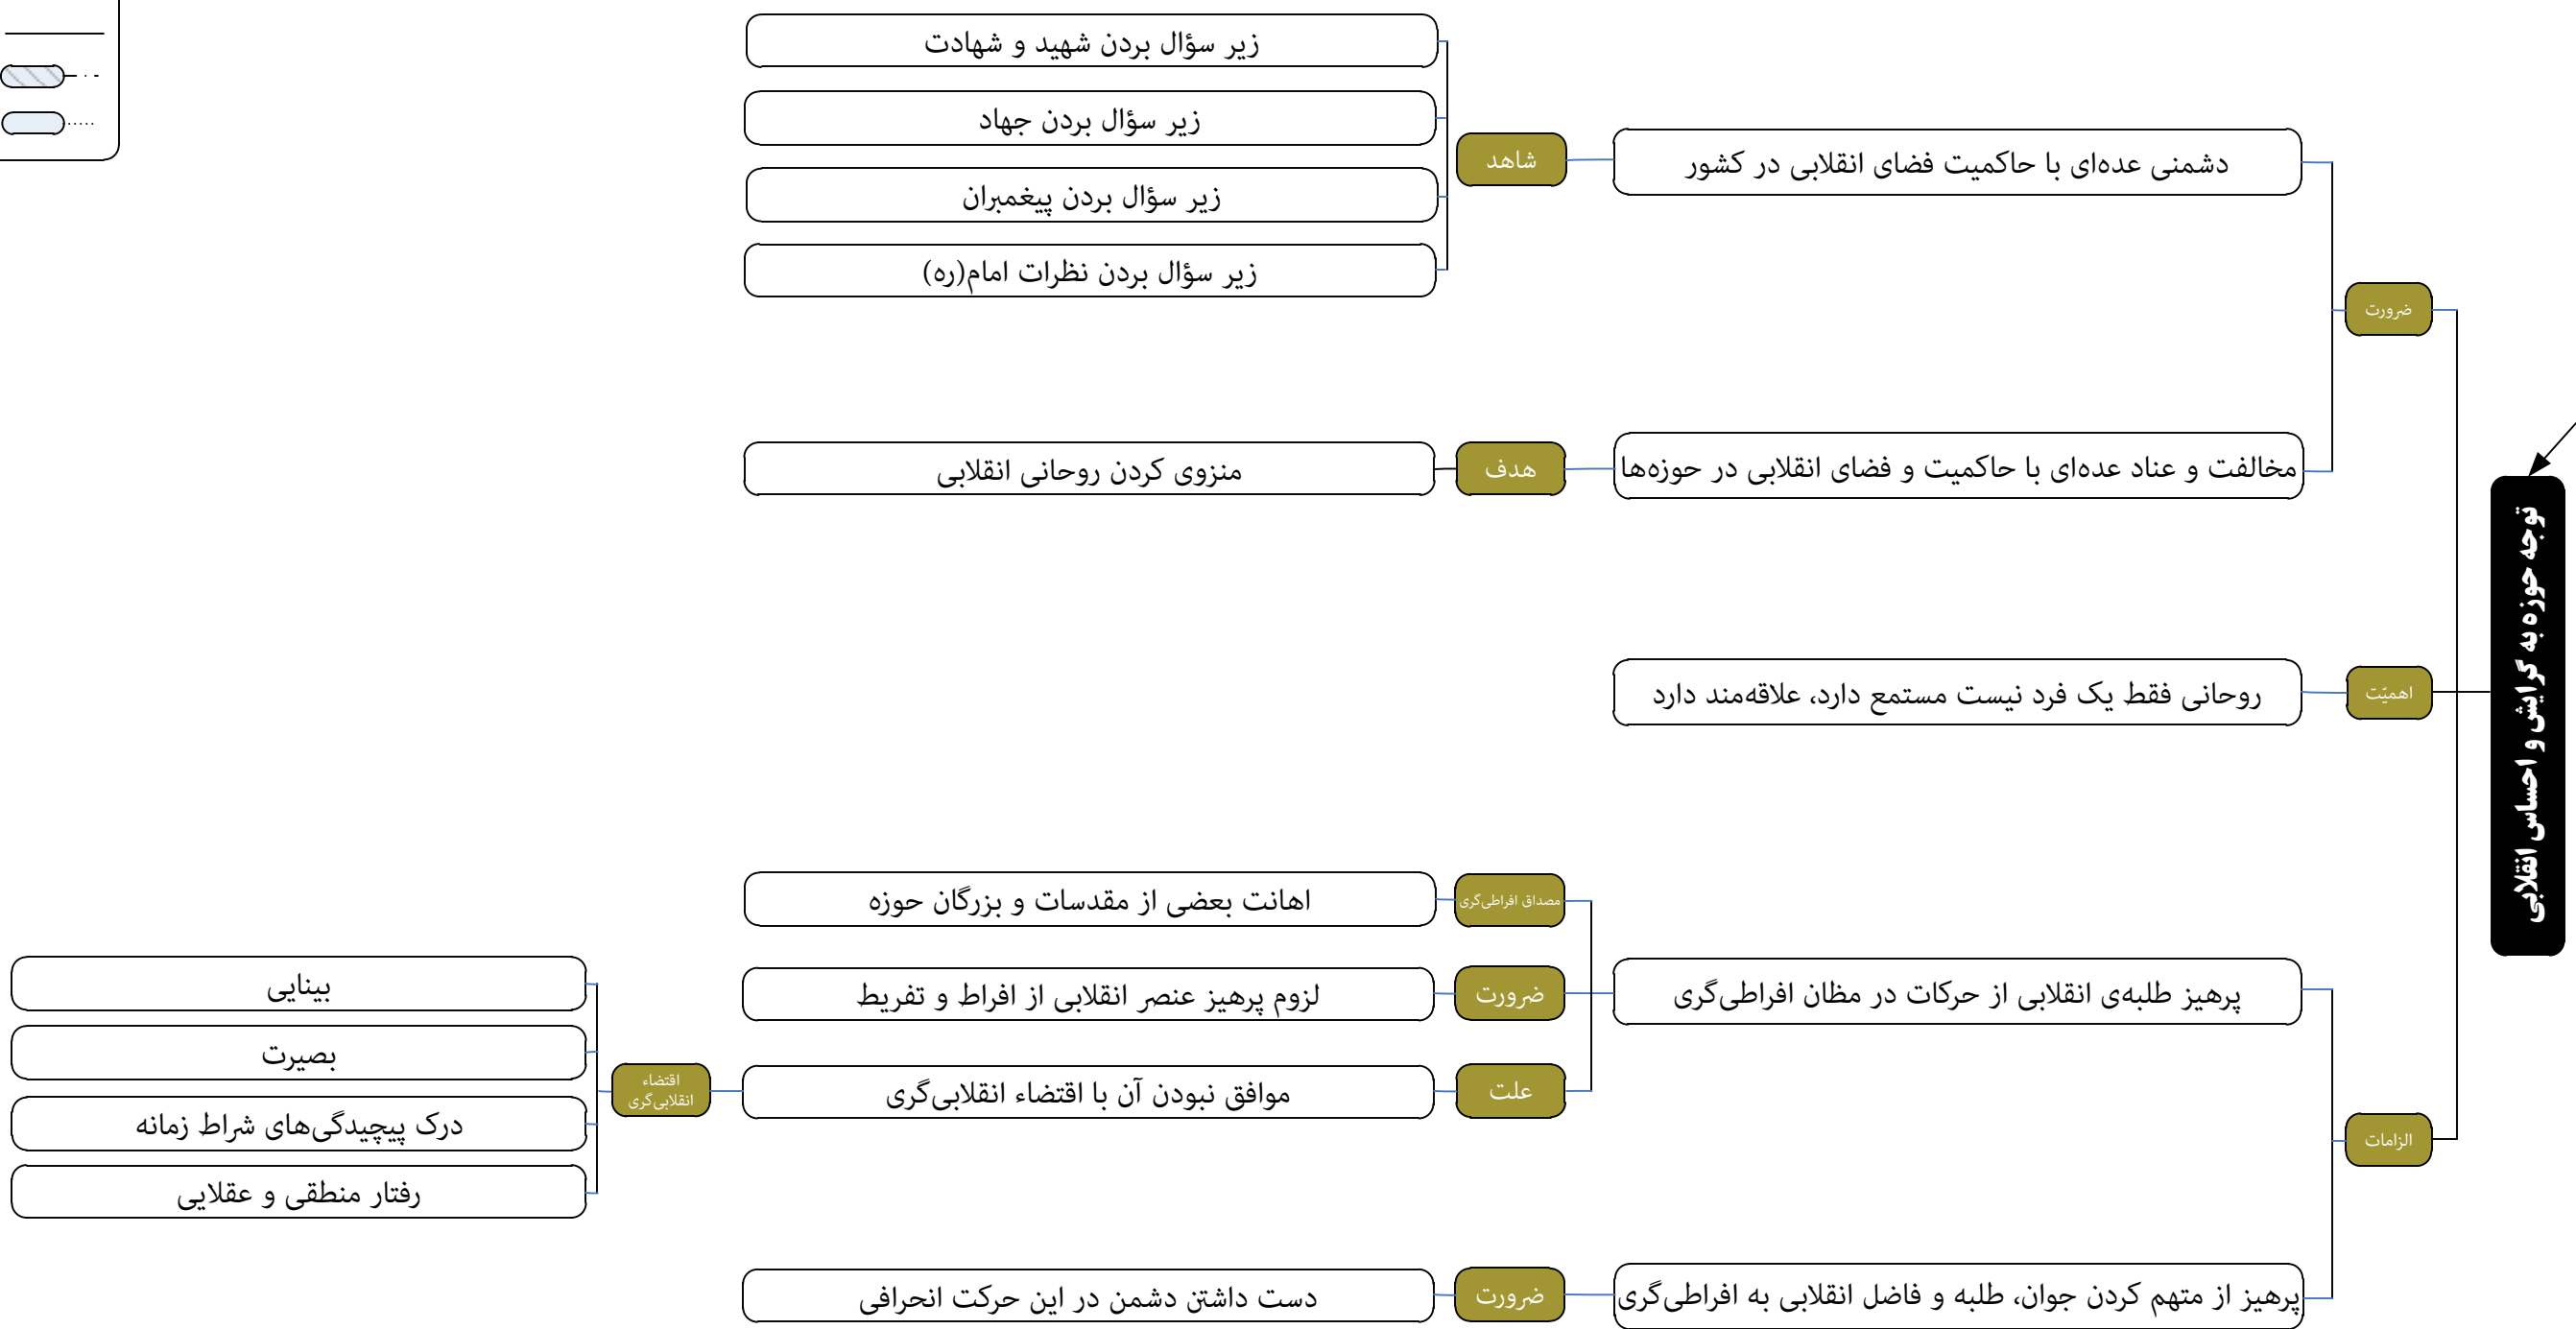 توجه حوزه به گرایش و احساس انقلابی
ضرورت
دشمنی عده‌ای با حاکمیت فضای انقلابی در کشور
شاهد
زیر سؤال بردن شهید و شهادت
زیر سؤال بردن جهاد
زیر سؤال بردن پیغمبران
زیر سؤال بردن نظرات امام(ره)
مخالفت و عناد عده‌ای با حاکمیت و فضای انقلابی در حوزه‌ها
هدف
منزوی کردن روحانی انقلابی
اهمیّت
روحانی فقط یک فرد نیست مستمع دارد، علاقه‌مند دارد
الزامات
پرهیز طلبه‌ی انقلابی از حرکات در مظان افراطی‌گری
مصداق افراطی‌گری
اهانت بعضی از مقدسات و بزرگان حوزه
ضرورت
لزوم پرهیز عنصر انقلابی از افراط و تفریط
علت
موافق نبودن آن با اقتضاء انقلابی‌گری
اقتضاء
انقلابی‌گری
بینایی
بصیرت
درک پیچیدگی‌های شراط زمانه
رفتار منطقی و عقلایی
پرهیز از متهم کردن جوان، طلبه و فاضل انقلابی به افراطی‌گری
ضرورت
دست داشتن دشمن در این حرکت انحرافی